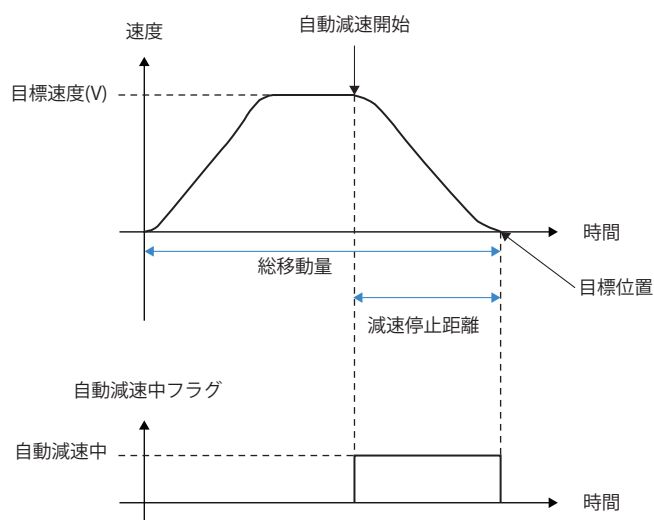 自動減速開始
速度
目標速度(V)
時間
総移動量
目標位置
減速停止距離
自動減速中フラグ
自動減速中
時間